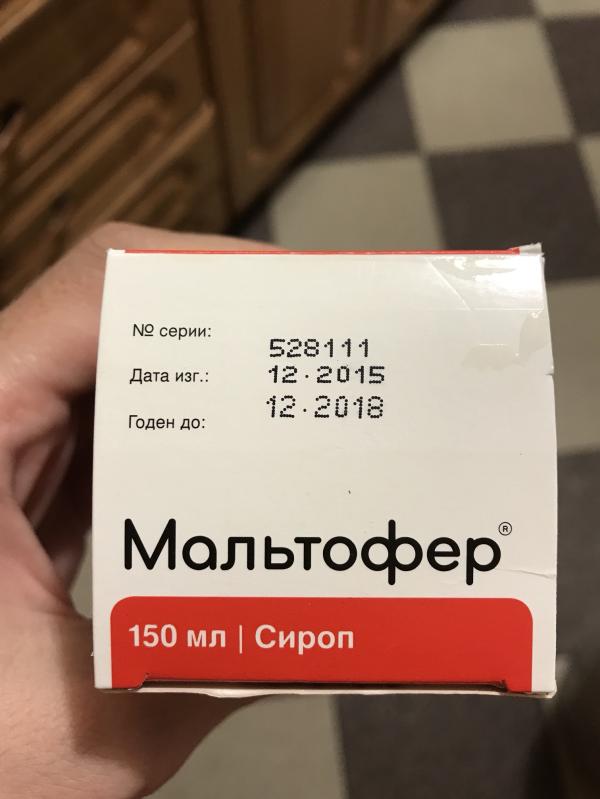 № серии: 528111
Дата изг.: 12·2015
Годен до: 12·2018
Мальтофер®
150 мл | Сироп